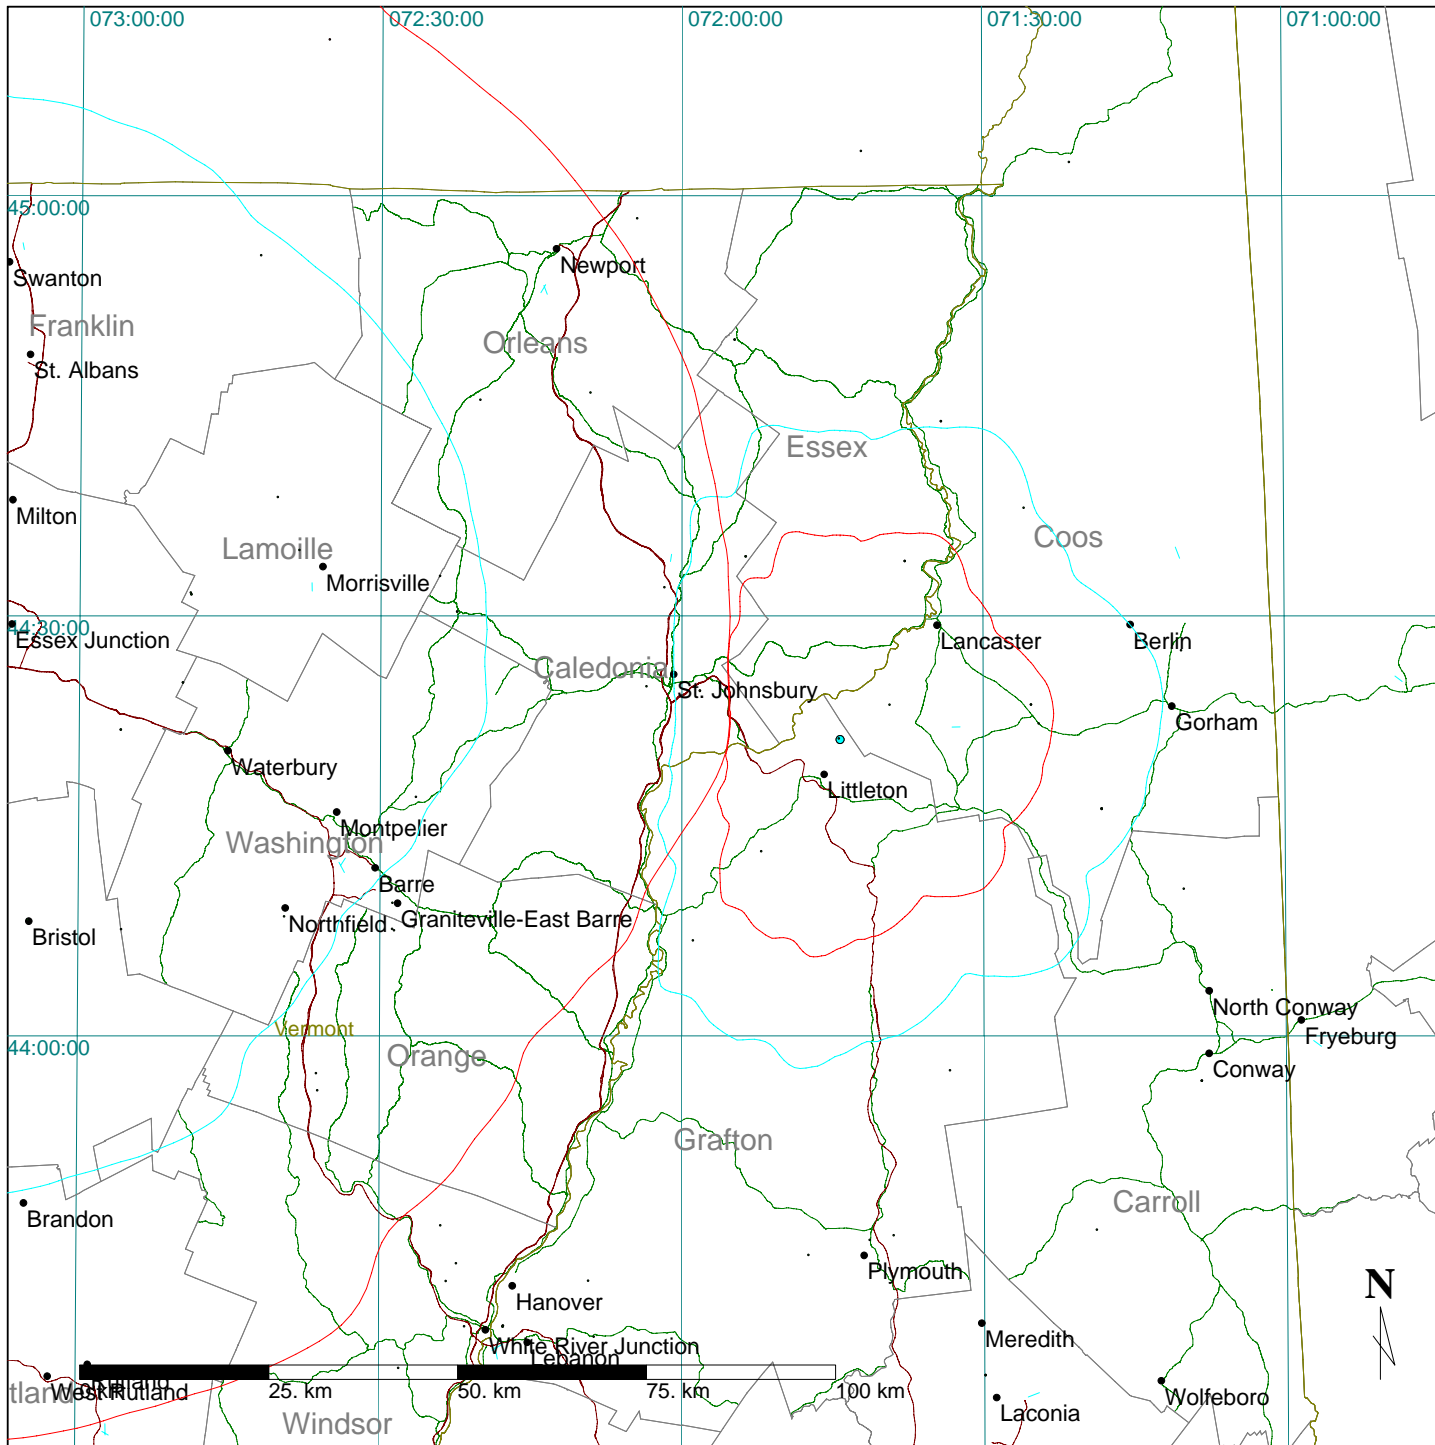 073:00:00
072:30:00
072:00:00
071:30:00
071:00:00
45:00:00
Newport
Swanton
Franklin
Orleans
St. Albans
Essex
Milton
Coos
Lamoille
Morrisville
44:30:00
Essex Junction
Lancaster
Berlin
Caledonia
St. Johnsbury
Gorham
Waterbury
Littleton
Montpelier
Washington
Barre
Graniteville-East Barre
Northfield
Bristol
North Conway
Fryeburg
Vermont
44:00:00
Orange
Conway
Grafton
Carroll
Brandon
Plymouth
N
Hanover
White River Junction
Meredith
Lebanon
Rutland
West Rutland
tland
25. km
50. km
75. km
100 km
Wolfeboro
Laconia
Windsor